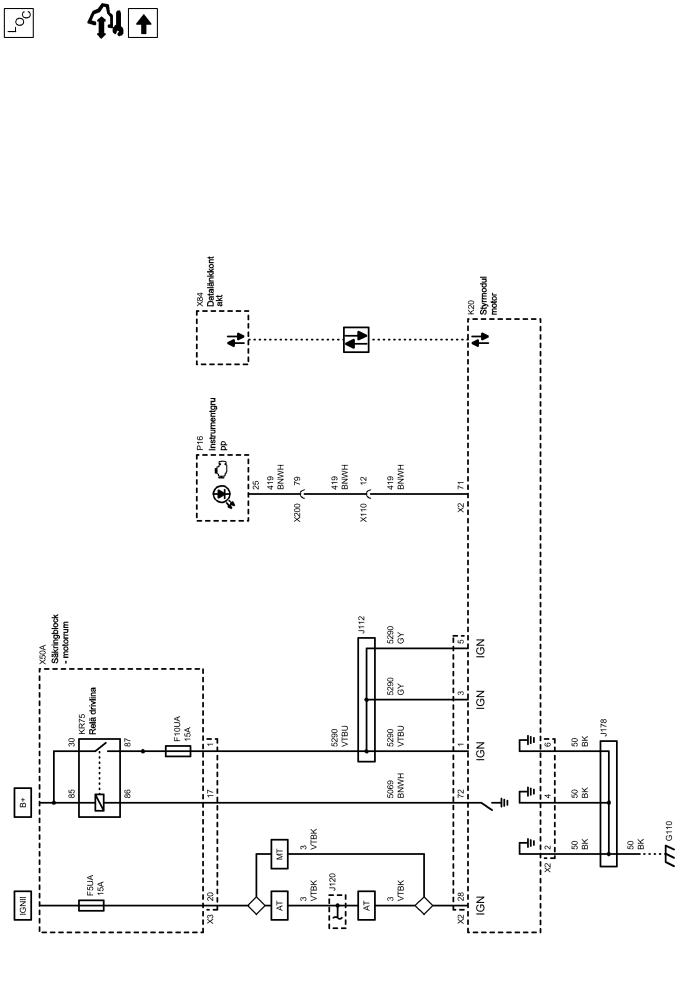 LOC
X84
Datalänkkont
akt
K20
Styrmodul
motor
P16
Instrumentgru
pp
25
419
BNWH
79
X200
419
BNWH
12
X110
419
BNWH
71
X2
X50A
Säkringblock
- motorrum
KR75
Relä drivlina
30
87
85
86
F10UA
15A
B+
IGNII
F5UA
15A
1
17
20
X3
5290
VTBU
J112
5290
GY
5
IGN
5290
GY
3
IGN
5290
VTBU
1
IGN
5069
BNWH
72
MT
3
VTBK
AT
3
VTBK
J120
AT
3
VTBK
28
X2
IGN
6
50
BK
J178
4
50
BK
2
X2
50
BK
50
BK
G110